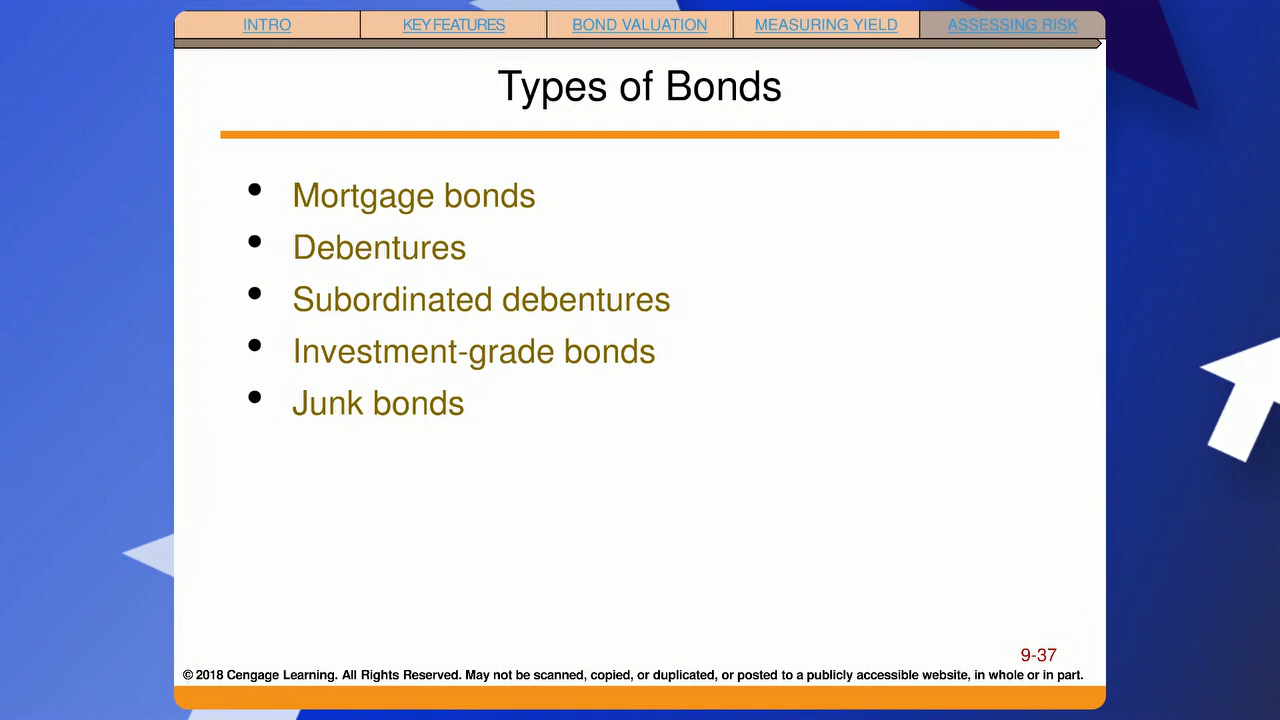 INTRO KEY FEATURES BOND VALUATION MEASURING YIELD ASSESSING RISK
Types of Bonds
• Mortgage bonds
• Debentures
• Subordinated debentures
• Investment-grade bonds
• Junk bonds
9-37
© 2018 Cengage Learning. All Rights Reserved. May not be scanned, copied, or duplicated, or posted to a publicly accessible website, in whole or in part.